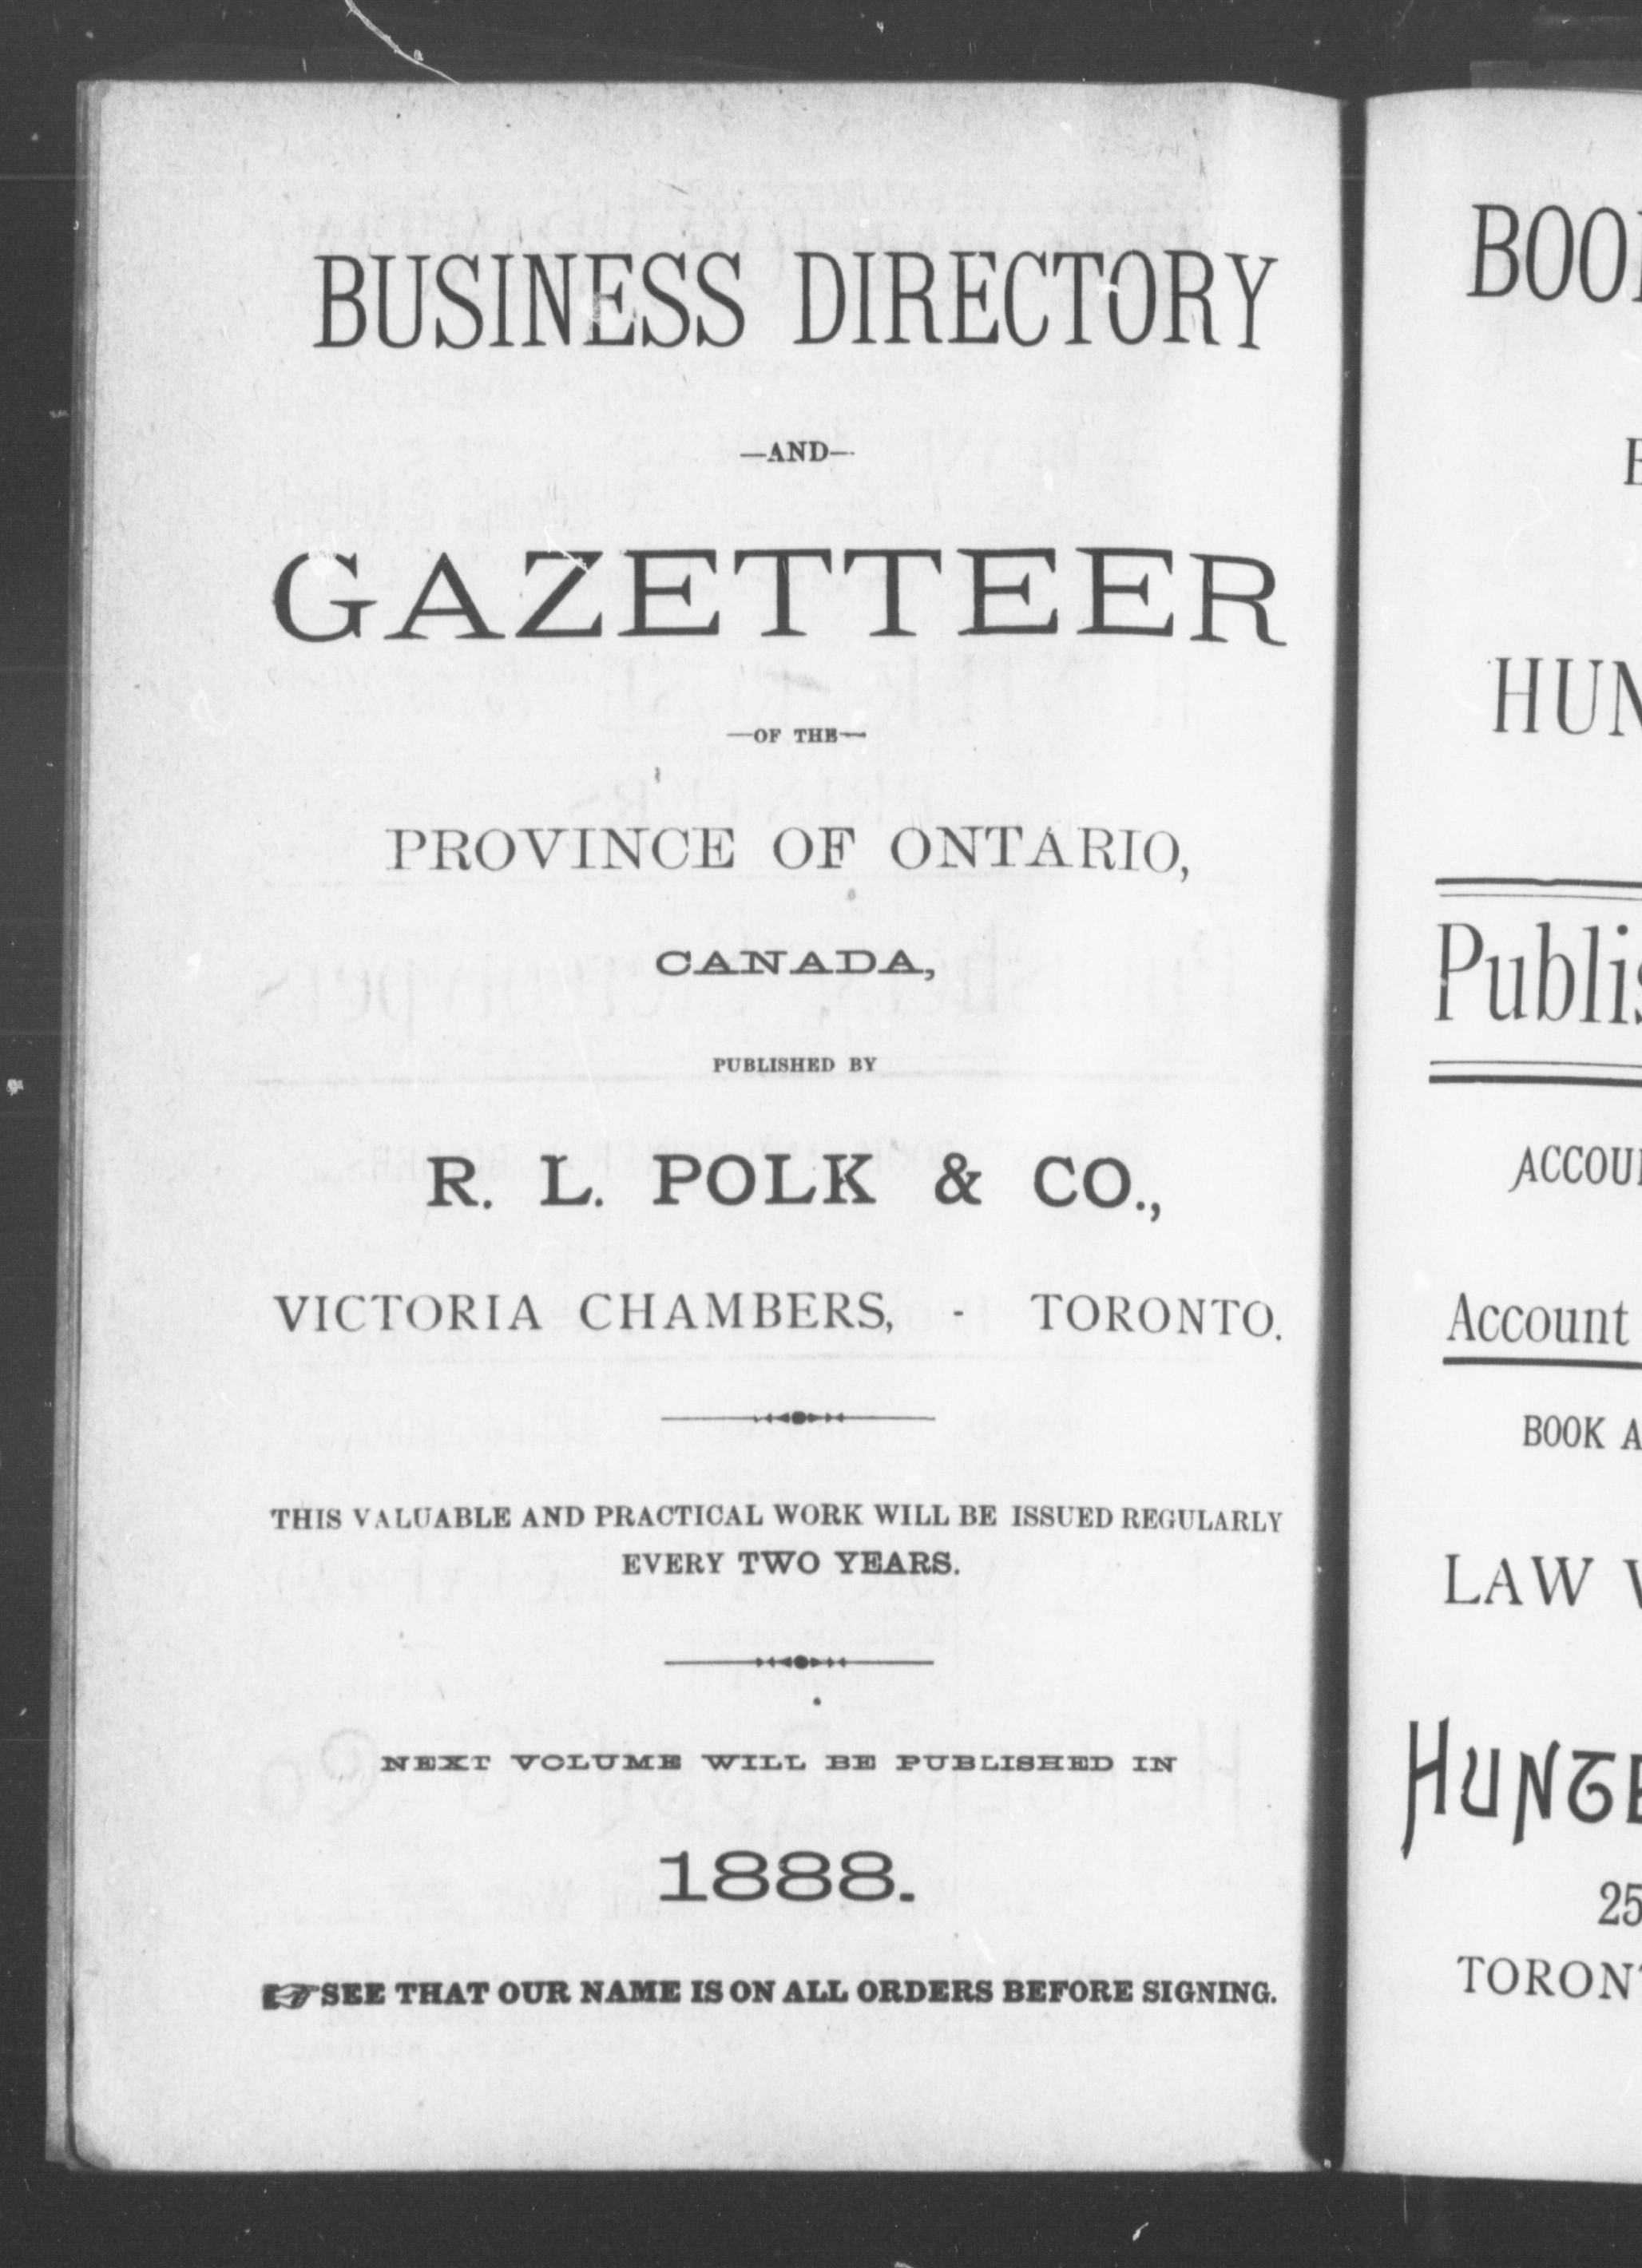 BUSINESS DIRECTORY
—AND—
GAZETTEER
—OF THE—
PROVINCE OF ONTARIO,
CANADA,
PUBLISHED BY
R. L. POLK & CO.,
VICTORIA CHAMBERS, - TORONTO.
THIS VALUABLE AND PRACTICAL WORK WILL BE ISSUED REGULARLY
EVERY TWO YEARS.
NEXT VOLUME WILL BE PUBLISHED IN
1888.
☞SEE THAT OUR NAME IS ON ALL ORDERS BEFORE SIGNING.
HUN
Publis
ACCOU
Account
BOOK A
LAW
HUNTE
25
TORON